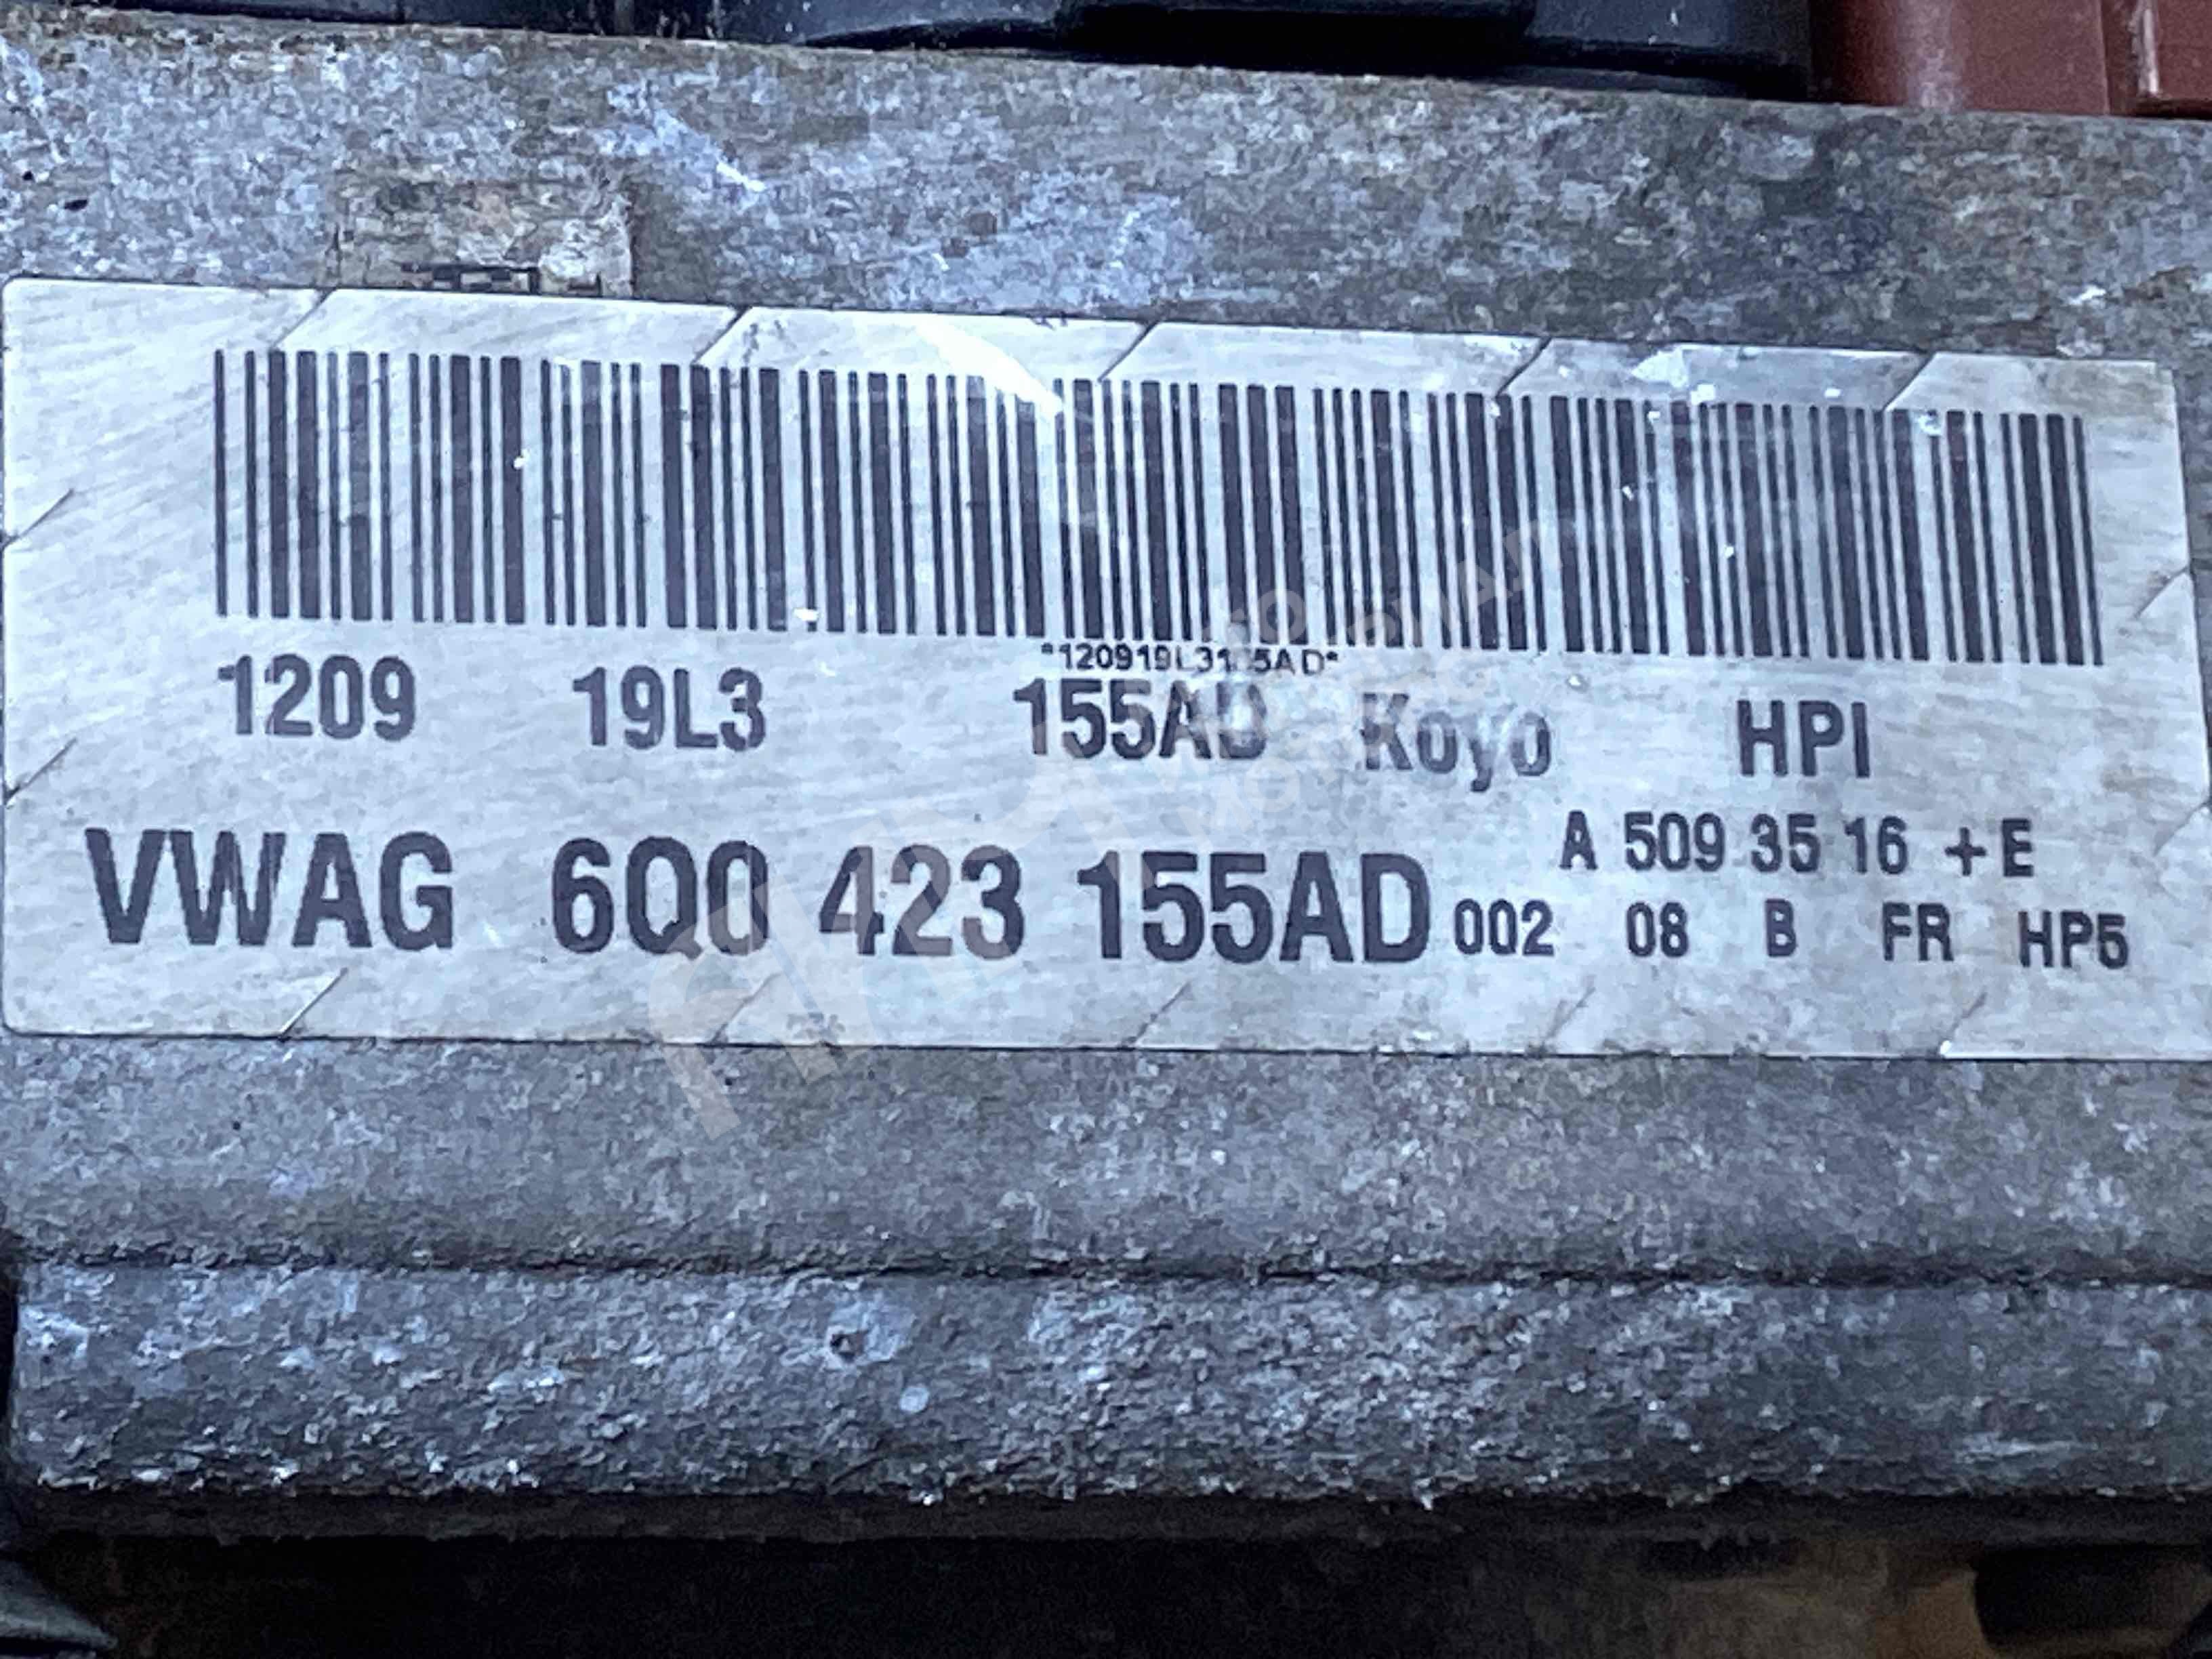 *120919L3155AD*
1209 19L3 155AD Koyo HPI
A 509 35 16 +E
VWAG 6Q0 423 155AD 002 08 B FR HP5